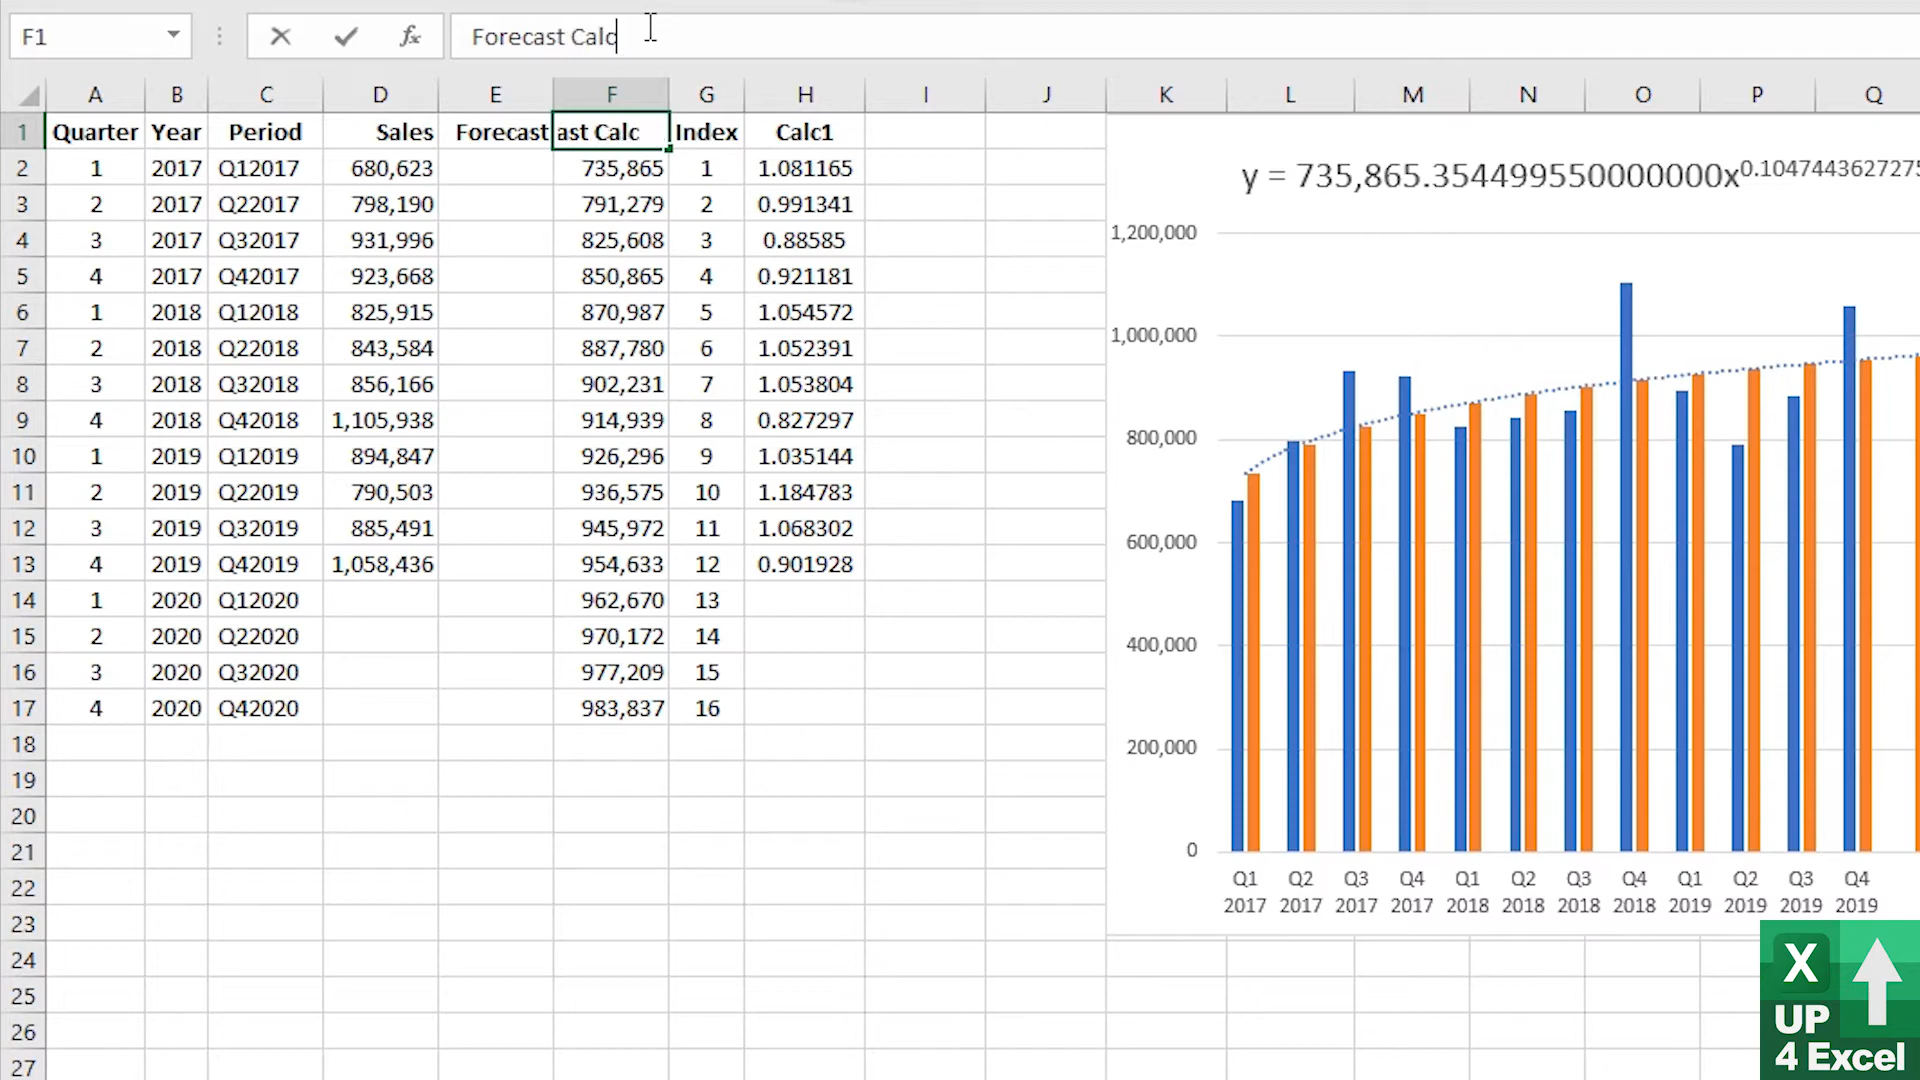 F1 fx Forecast Calc
A B C D E F G H I J K L M N O P Q
1 Quarter Year Period Sales Forecast ast Calc Index Calc1
2 1 2017 Q12017 680,623 735,865 1 1.081165
3 2 2017 Q22017 798,190 791,279 2 0.991341
4 3 2017 Q32017 931,996 825,608 3 0.88585
5 4 2017 Q42017 923,668 850,865 4 0.921181
6 1 2018 Q12018 825,915 870,987 5 1.054572
7 2 2018 Q22018 843,584 887,780 6 1.052391
8 3 2018 Q32018 856,166 902,231 7 1.053804
9 4 2018 Q42018 1,105,938 914,939 8 0.827297
10 1 2019 Q12019 894,847 926,296 9 1.035144
11 2 2019 Q22019 790,503 936,575 10 1.184783
12 3 2019 Q32019 885,491 945,972 11 1.068302
13 4 2019 Q42019 1,058,436 954,633 12 0.901928
14 1 2020 Q12020 962,670 13
15 2 2020 Q22020 970,172 14
16 3 2020 Q32020 977,209 15
17 4 2020 Q42020 983,837 16
18
19
20
21
22
23
24
25
26
27
y = 735,865.354499550000000x^0.1047443627275
1,200,000
1,000,000
800,000
600,000
400,000
200,000
0
Q1 Q2 Q3 Q4 Q1 Q2 Q3 Q4 Q1 Q2 Q3 Q4
2017 2017 2017 2017 2018 2018 2018 2018 2019 2019 2019 2019
X
UP
4 Excel